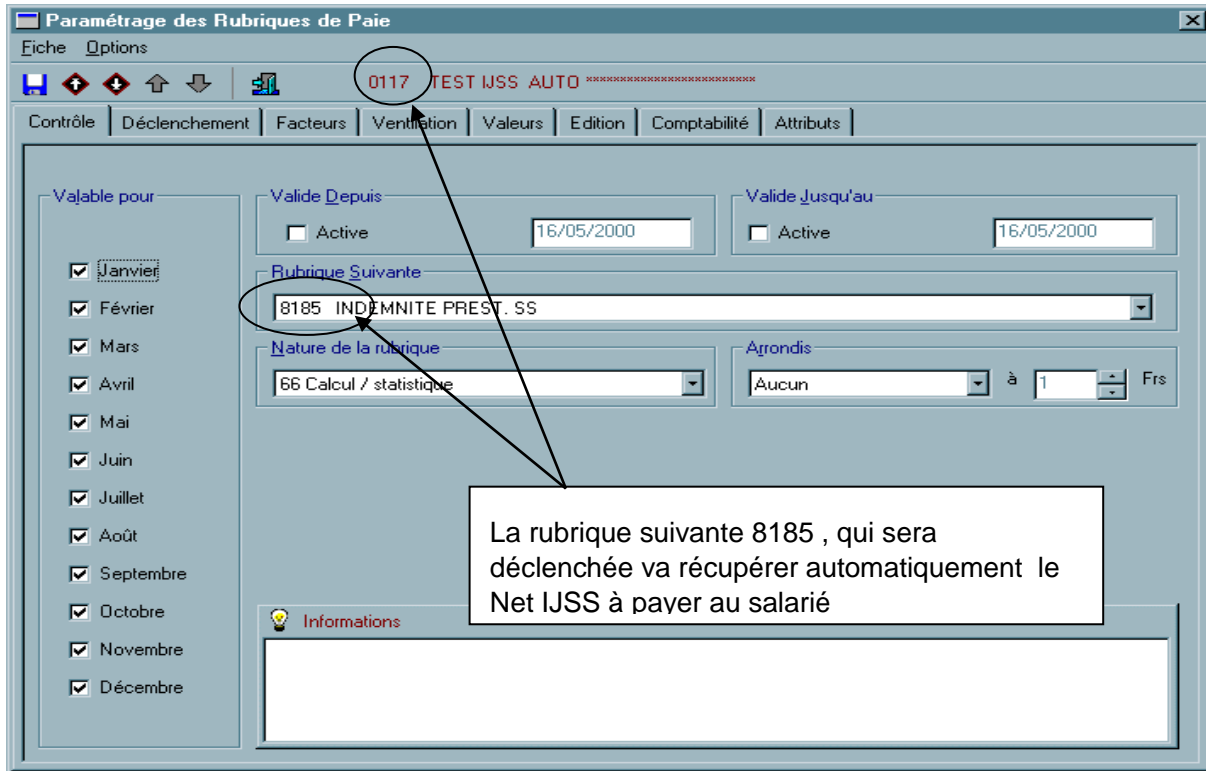 Paramétrage des Rubriques de Paie
Fiche Options
0117 TEST IJSS AUTO **************************
Contrôle Déclenchement Facteurs Ventilation Valeurs Edition Comptabilité Attributs
Valable pour
Janvier
Février
Mars
Avril
Mai
Juin
Juillet
Août
Septembre
Octobre
Novembre
Décembre
Valide Depuis
Active 16/05/2000
Valide Jusqu'au
Active 16/05/2000
Rubrique Suivante
8185 INDEMNITE PREST. SS
Nature de la rubrique
66 Calcul / statistique
Arrondis
Aucun à 1 Frs
La rubrique suivante 8185 , qui sera
déclenchée va récupérer automatiquement le
Net IJSS à payer au salarié
Informations